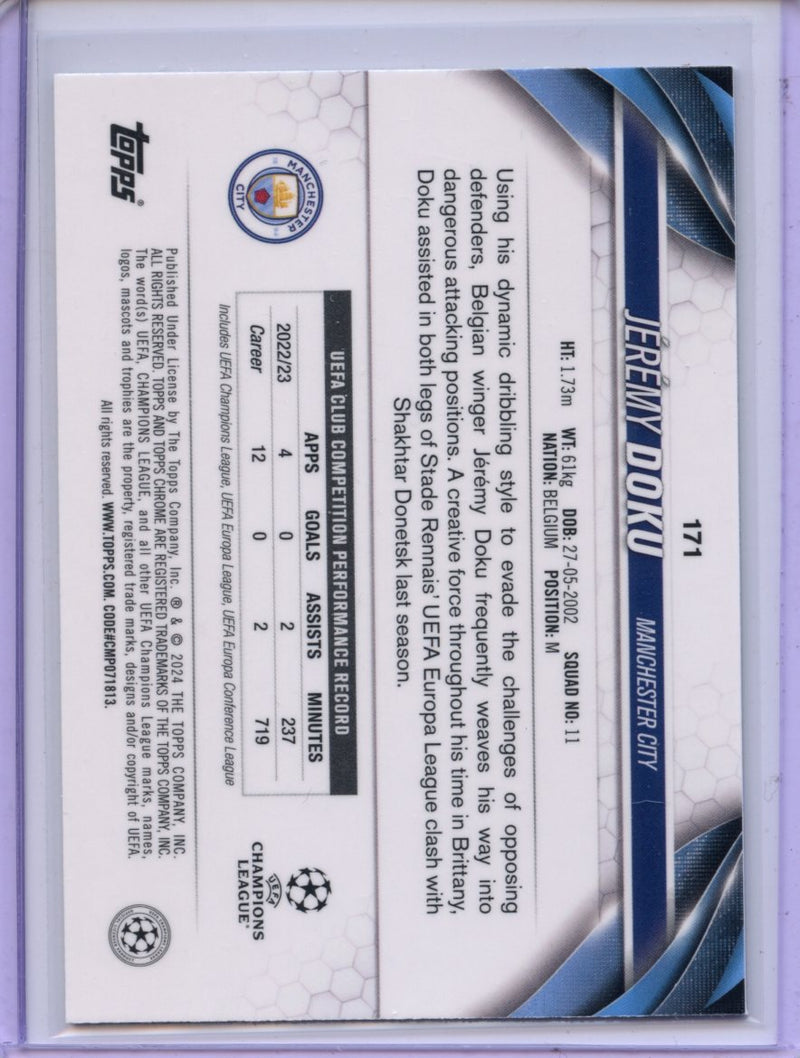 171
JÉRÉMY DOKU MANCHESTER CITY
HT: 1.73m WT: 61kg DOB: 27-05-2002 SQUAD NO: 11
NATION: BELGIUM POSITION: M
Using his dynamic dribbling style to evade the challenges of opposing
defenders, Belgian winger Jérémy Doku frequently weaves his way into
dangerous attacking positions. A creative force throughout his time in Brittany,
Doku assisted in both legs of Stade Rennais' UEFA Europa League clash with
Shakhtar Donetsk last season.
MANCHESTER
CITY
UEFA CLUB COMPETITION PERFORMANCE RECORD
APPS GOALS ASSISTS MINUTES
2022/23 4 0 2 237
Career 12 0 2 719
Includes UEFA Champions League, UEFA Europa League, UEFA Europa Conference League
UEFA
CHAMPIONS
LEAGUE®
topps®
Published Under License by The Topps Company, Inc. ® & © 2024 THE TOPPS COMPANY, INC.
ALL RIGHTS RESERVED. TOPPS AND TOPPS CHROME ARE REGISTERED TRADEMARKS OF THE TOPPS COMPANY, INC.
The word(s) UEFA, CHAMPIONS LEAGUE, and all other UEFA Champions League marks, names,
logos, mascots and trophies are the property, registered trade marks, designs and/or copyright of UEFA.
All rights reserved. WWW.TOPPS.COM. CODE#CMP071813.